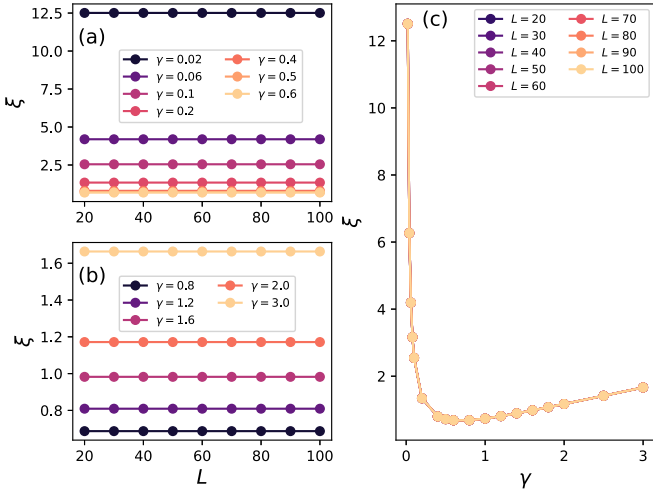 (a)
12.5
10.0
7.5
5.0
2.5
ξ
γ = 0.02
γ = 0.06
γ = 0.1
γ = 0.2
γ = 0.4
γ = 0.5
γ = 0.6
20 40 60 80 100
(b)
1.6
1.4
1.2
1.0
0.8
ξ
γ = 0.8
γ = 1.2
γ = 1.6
γ = 2.0
γ = 3.0
20 40 60 80 100
L
(c)
12
10
8
6
4
2
ξ
L = 20
L = 30
L = 40
L = 50
L = 60
L = 70
L = 80
L = 90
L = 100
0 1 2 3
γ